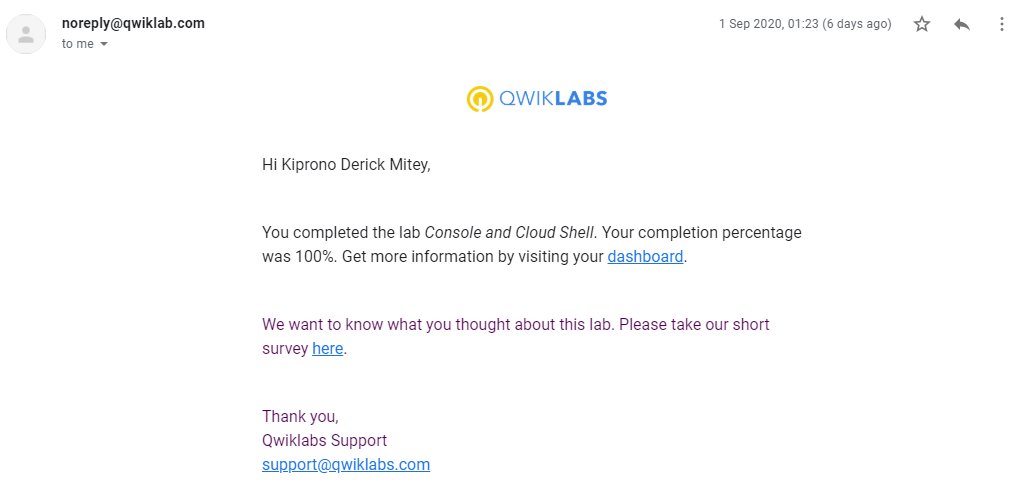 noreply@qwiklab.com
1 Sep 2020, 01:23 (6 days ago)
to me
QWIKLABS
Hi Kiprono Derick Mitey,
You completed the lab Console and Cloud Shell. Your completion percentage
was 100%. Get more information by visiting your dashboard.
We want to know what you thought about this lab. Please take our short
survey here.
Thank you,
Qwiklabs Support
support@qwiklabs.com